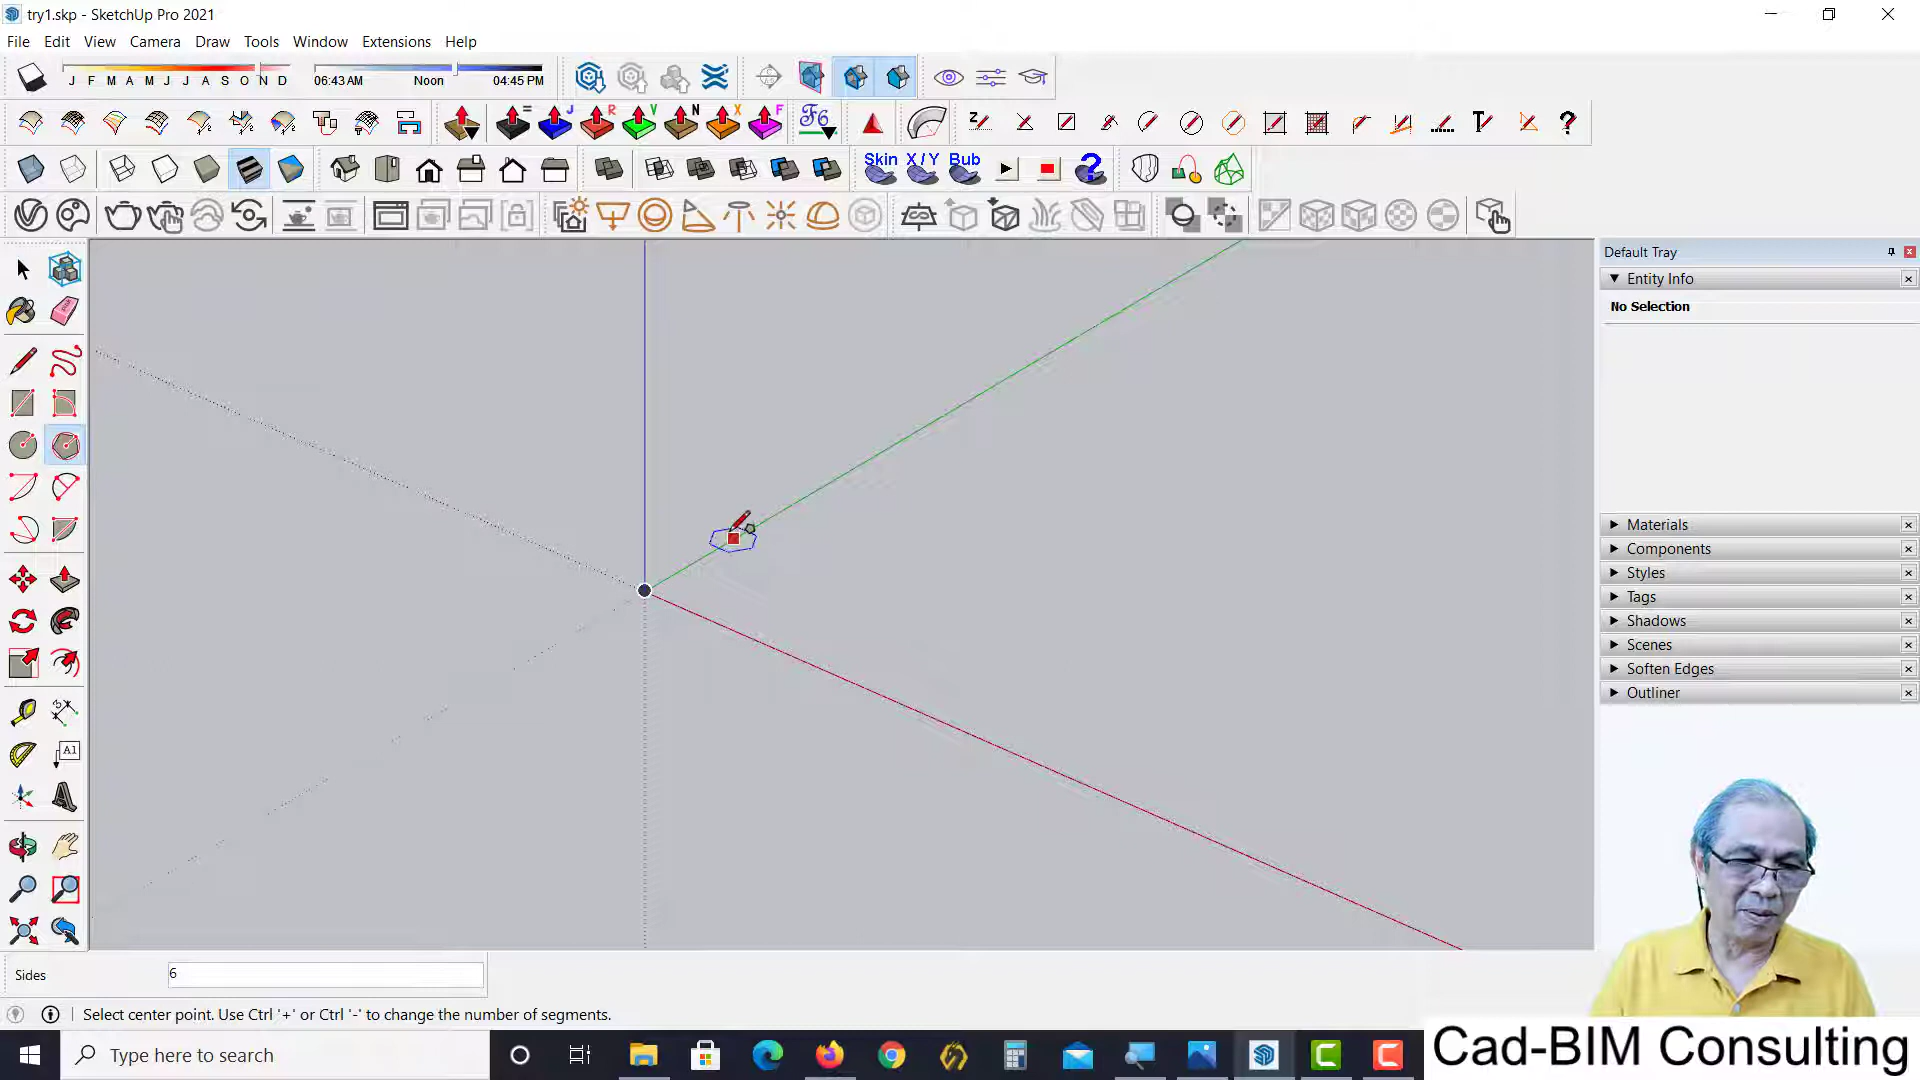 try1.skp - SketchUp Pro 2021
File Edit View Camera Draw Tools Window Extensions Help
J F M A M J J A S O N D 06:43 AM Noon 04:45 PM
= J R V N X F F6 Z ?
Skin X/Y Bub ?
Default Tray
Entity Info
No Selection
Materials
Components
Styles
Tags
Shadows
Scenes
Soften Edges
Outliner
A1
Sides 6
Select center point. Use Ctrl '+' or Ctrl '-' to change the number of segments.
Type here to search
Cad-BIM Consulting